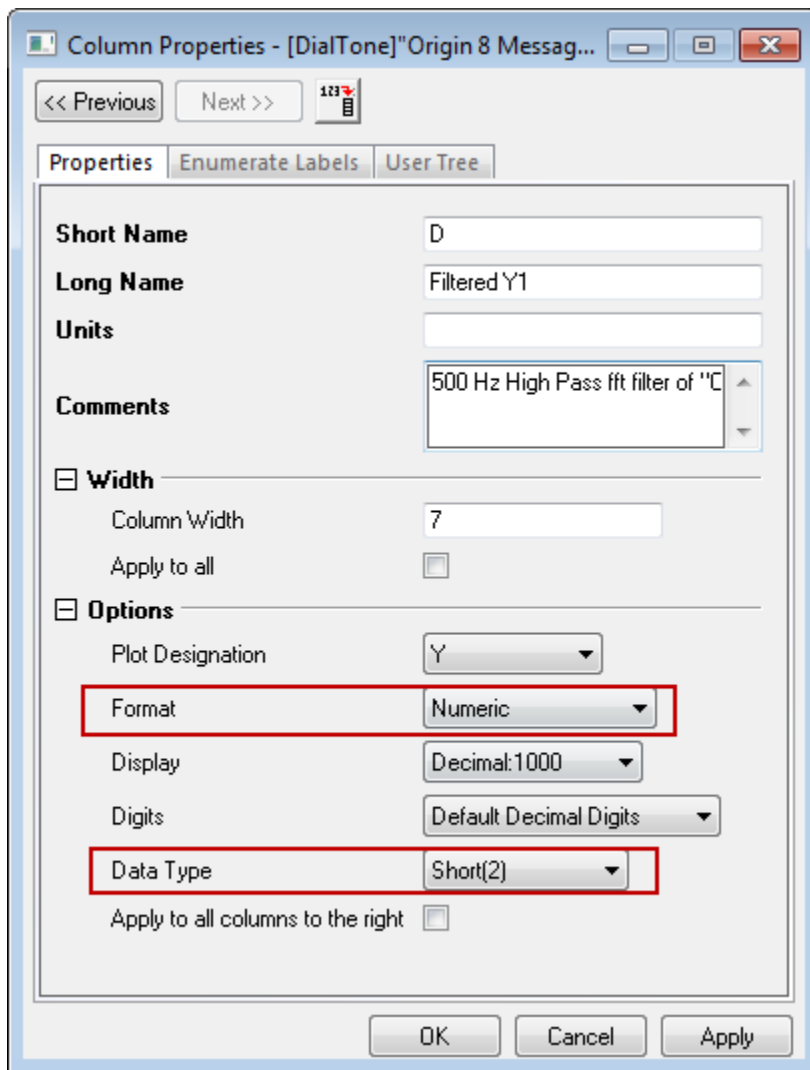 Column Properties - [DialTone]"Origin 8 Messag...
<< Previous Next >> 123
Properties Enumerate Labels User Tree
Short Name D
Long Name Filtered Y1
Units
Comments 500 Hz High Pass fft filter of "C
Width
Column Width 7
Apply to all
Options
Plot Designation Y
Format Numeric
Display Decimal:1000
Digits Default Decimal Digits
Data Type Short(2)
Apply to all columns to the right
OK Cancel Apply